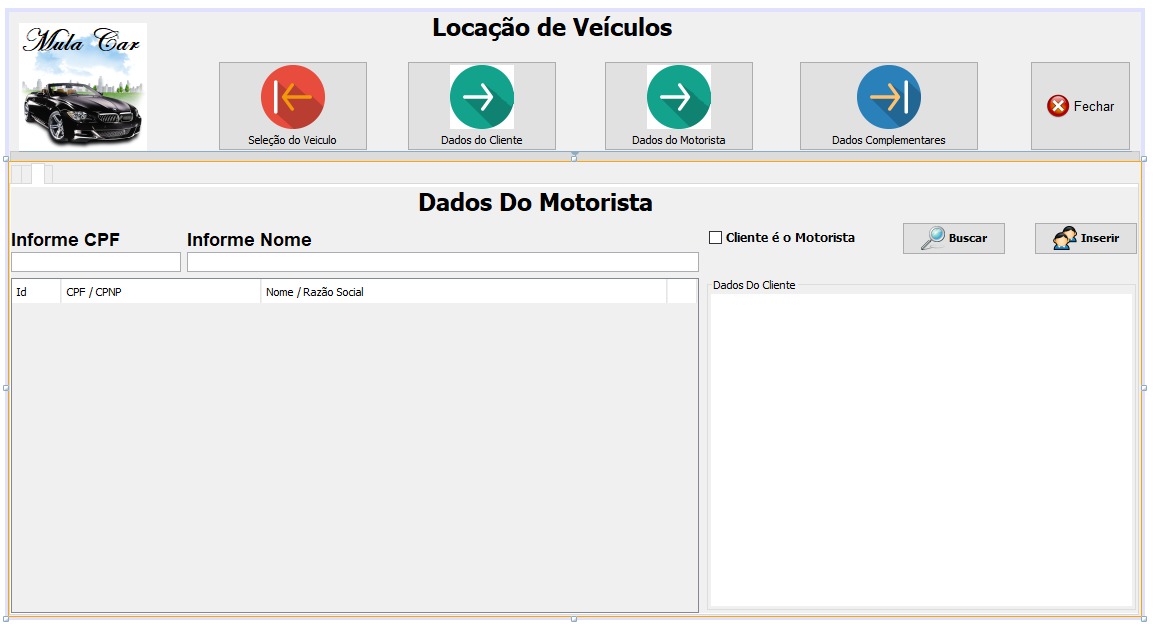 Locação de Veículos
Mula Car
Seleção do Veiculo
Dados do Cliente
Dados do Motorista
Dados Complementares
Fechar
Dados Do Motorista
Informe CPF
Informe Nome
Cliente é o Motorista
Buscar
Inserir
Id
CPF / CPNP
Nome / Razão Social
Dados Do Cliente